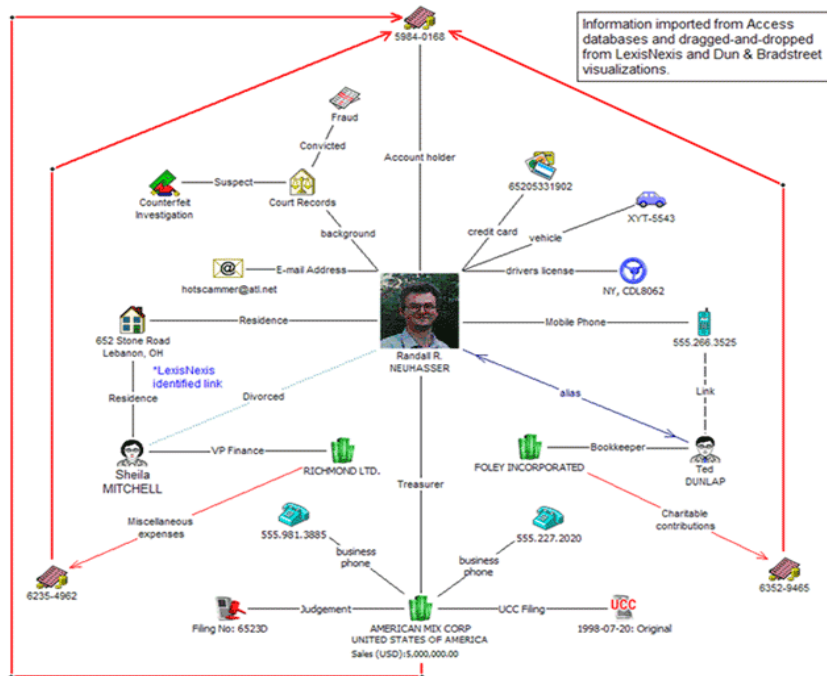 5984-0168
Information imported from Access
databases and dragged-and-dropped
from LexisNexis and Dun & Bradstreet
visualizations.
Fraud
Convicted
Account holder
Suspect
Counterfeit
Investigation
Court Records
65205331902
credit card
XYT-5543
vehicle
background
E-mail Address
hotscammer@atl.net
drivers license
NY, CDL8062
Residence
652 Stone Road
Lebanon, OH
Mobile Phone
555.266.3525
Randall R.
NEUHASSER
*LexisNexis
identified link
Residence
Divorced
alias
Link
Sheila
MITCHELL
VP Finance
RICHMOND LTD.
Treasurer
FOLEY INCORPORATED
Bookkeeper
Ted
DUNLAP
Miscellaneous
expenses
555.981.3885
business
phone
555.227.2020
business
phone
Charitable
contributions
6235-4962
6352-9465
Judgement
Filing No: 6523D
AMERICAN MIX CORP
UNITED STATES OF AMERICA
Sales (USD):5,000,000.00
UCC Filing
UCC
1998-07-20: Original